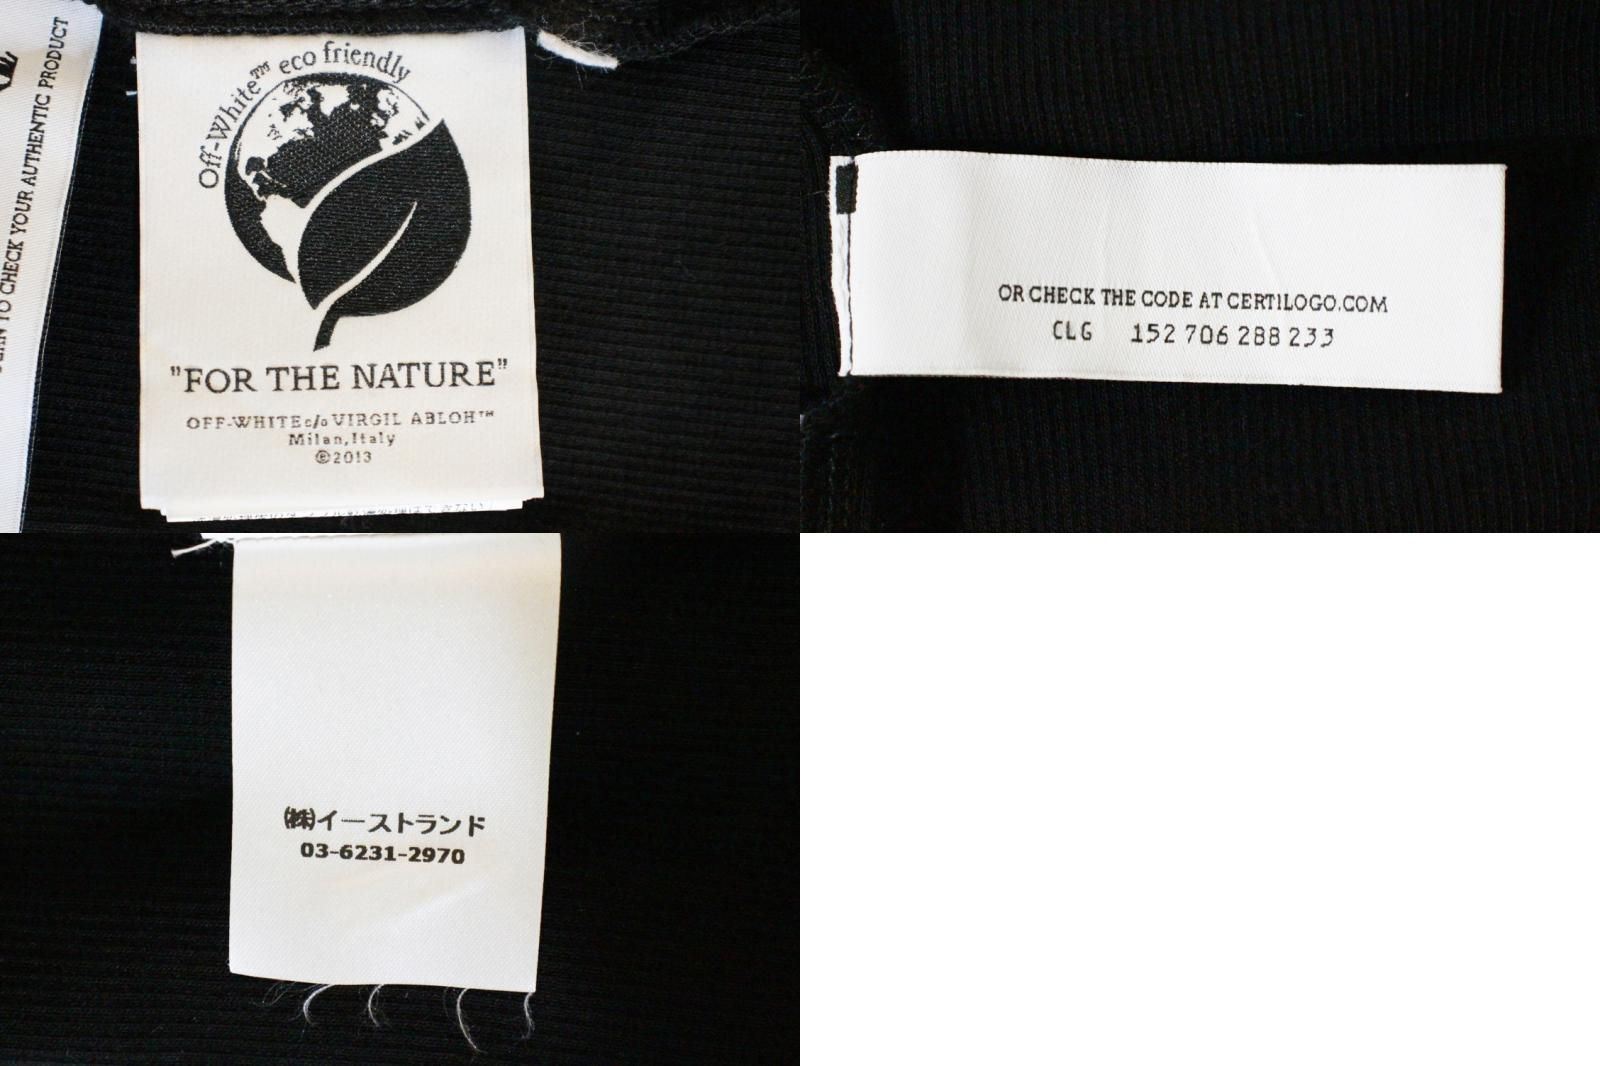 TO CHECK YOUR AUTHENTIC PRODUCT
Off-White™ eco friendly
"FOR THE NATURE"
OFF-WHITE c/o VIRGIL ABLOH™
Milan, Italy
©2013
OR CHECK THE CODE AT CERTILOGO.COM
CLG 152 706 288 233
㈱イーストランド
03-6231-2970